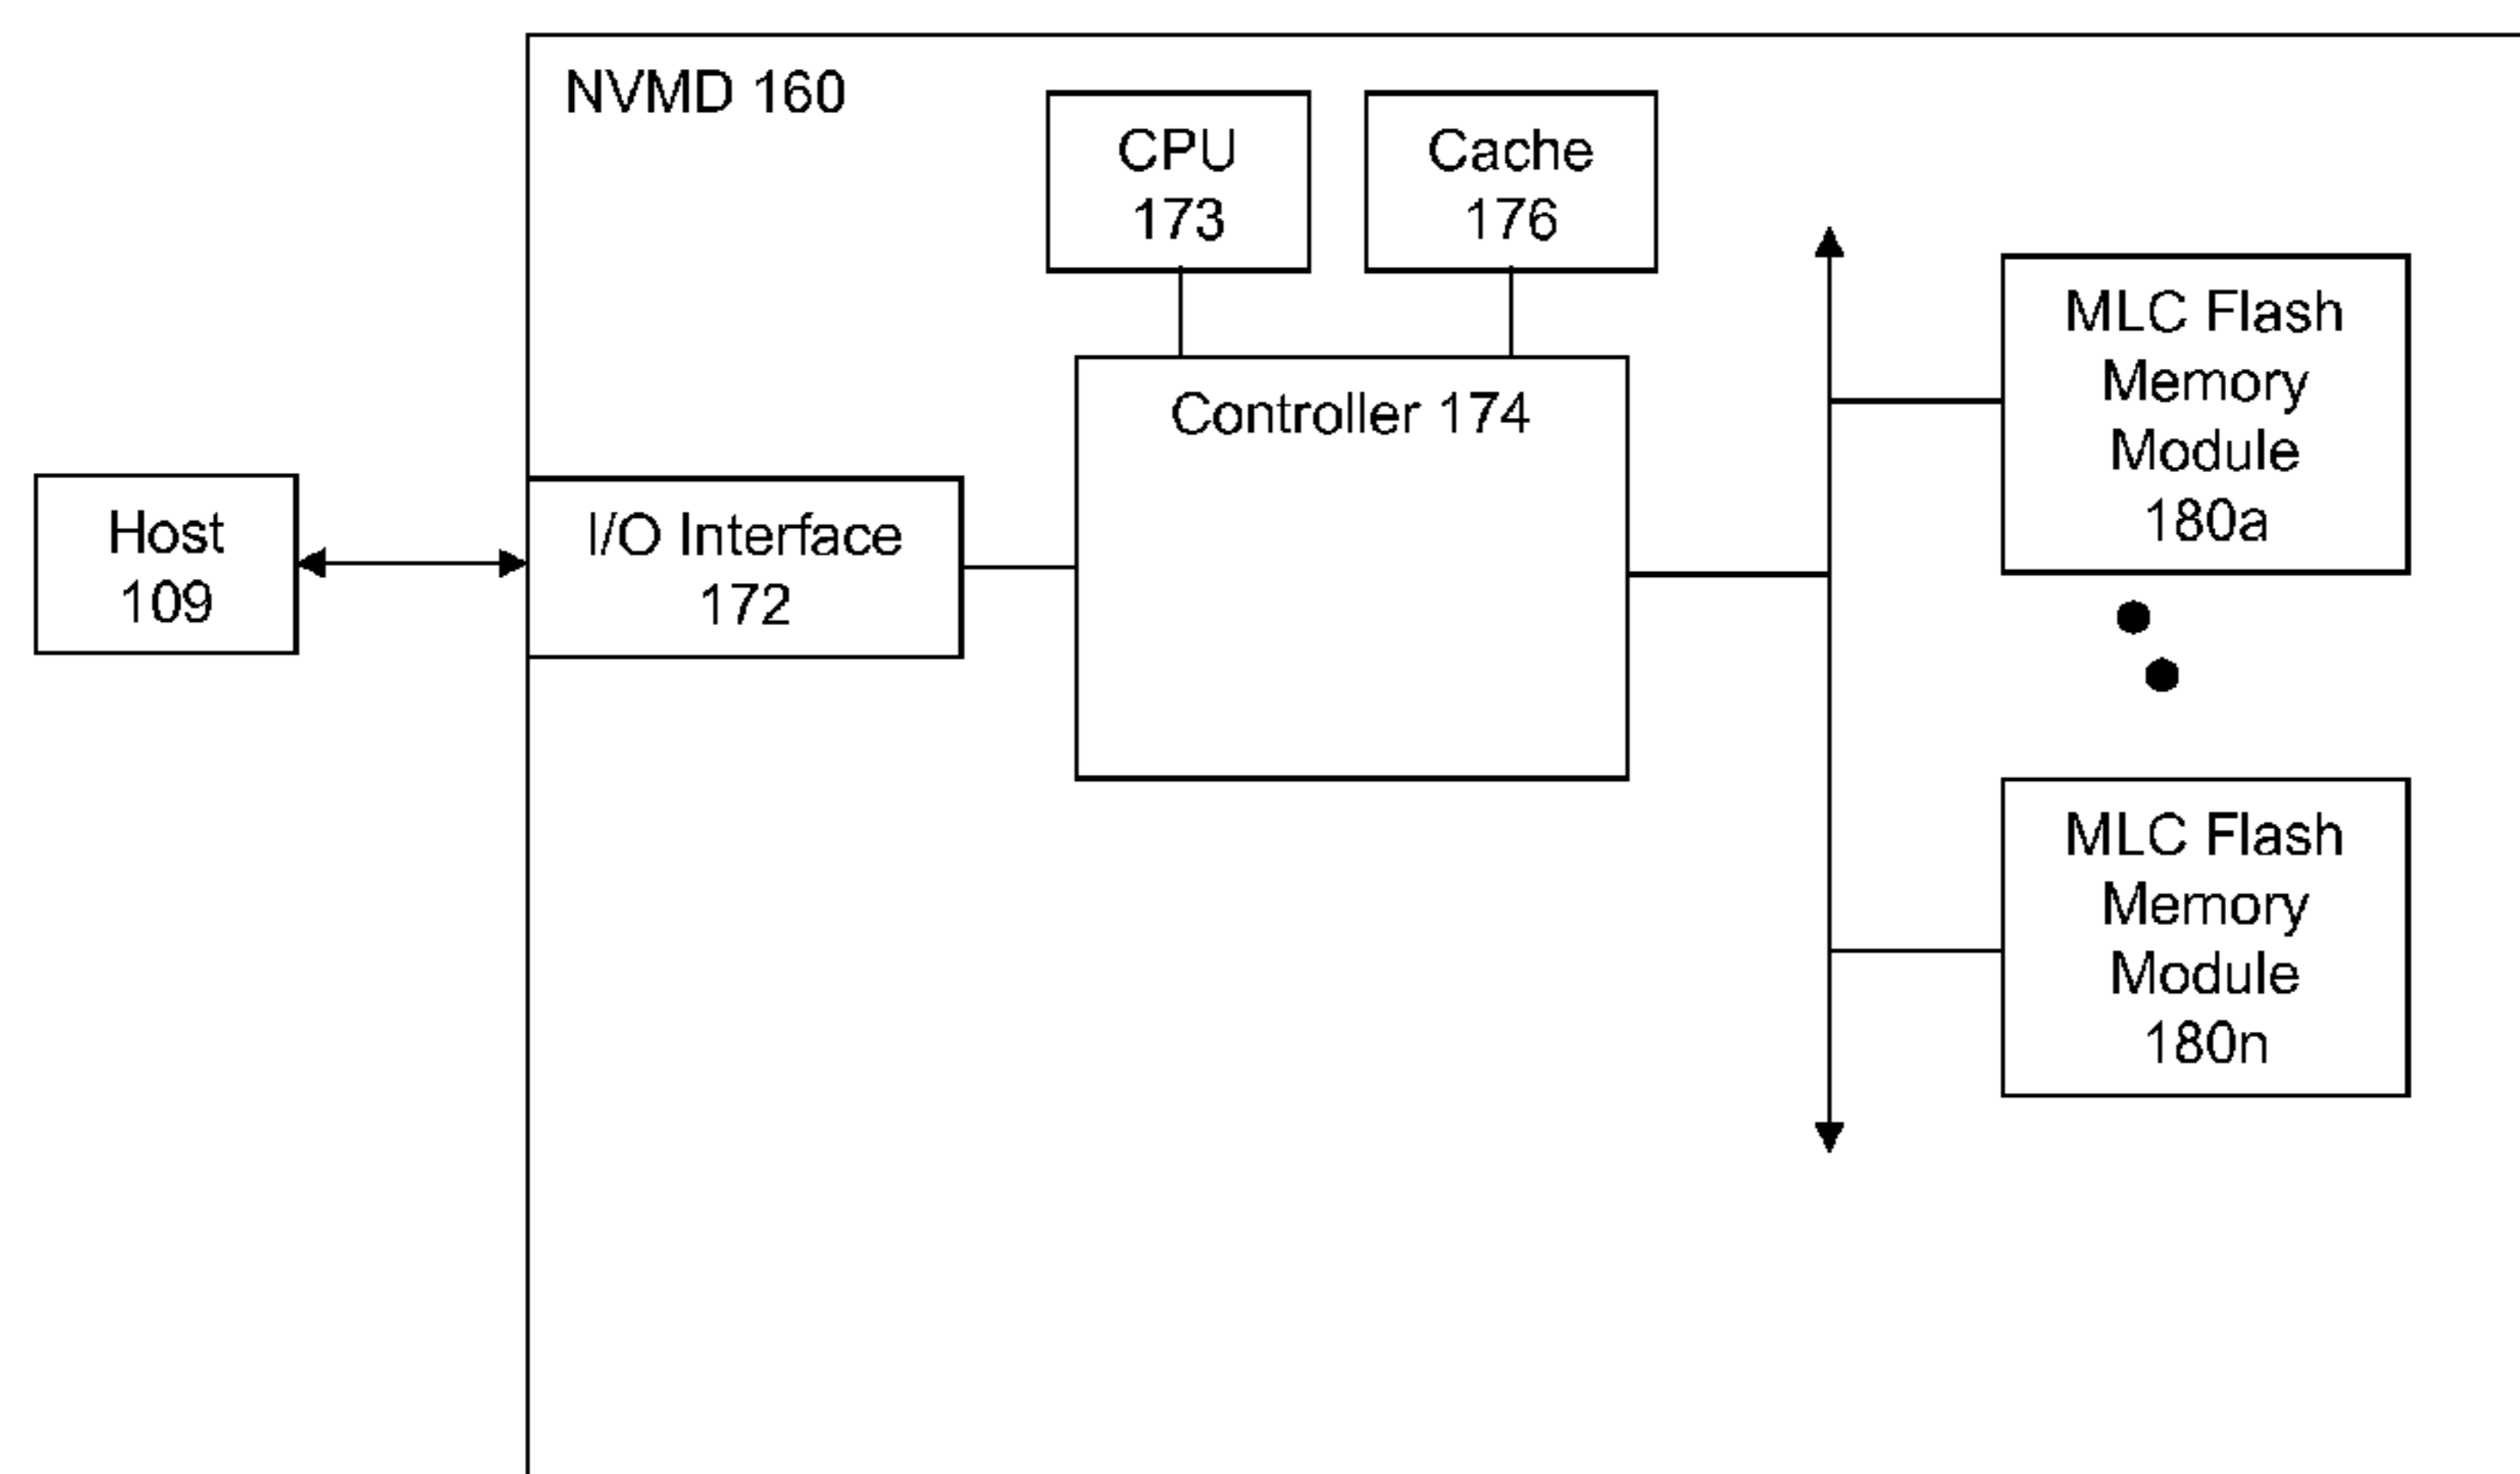 NVMD 160
CPU
173
Cache
176
Controller 174
Host
109
I/O Interface
172
MLC Flash
Memory
Module
180a
MLC Flash
Memory
Module
180n